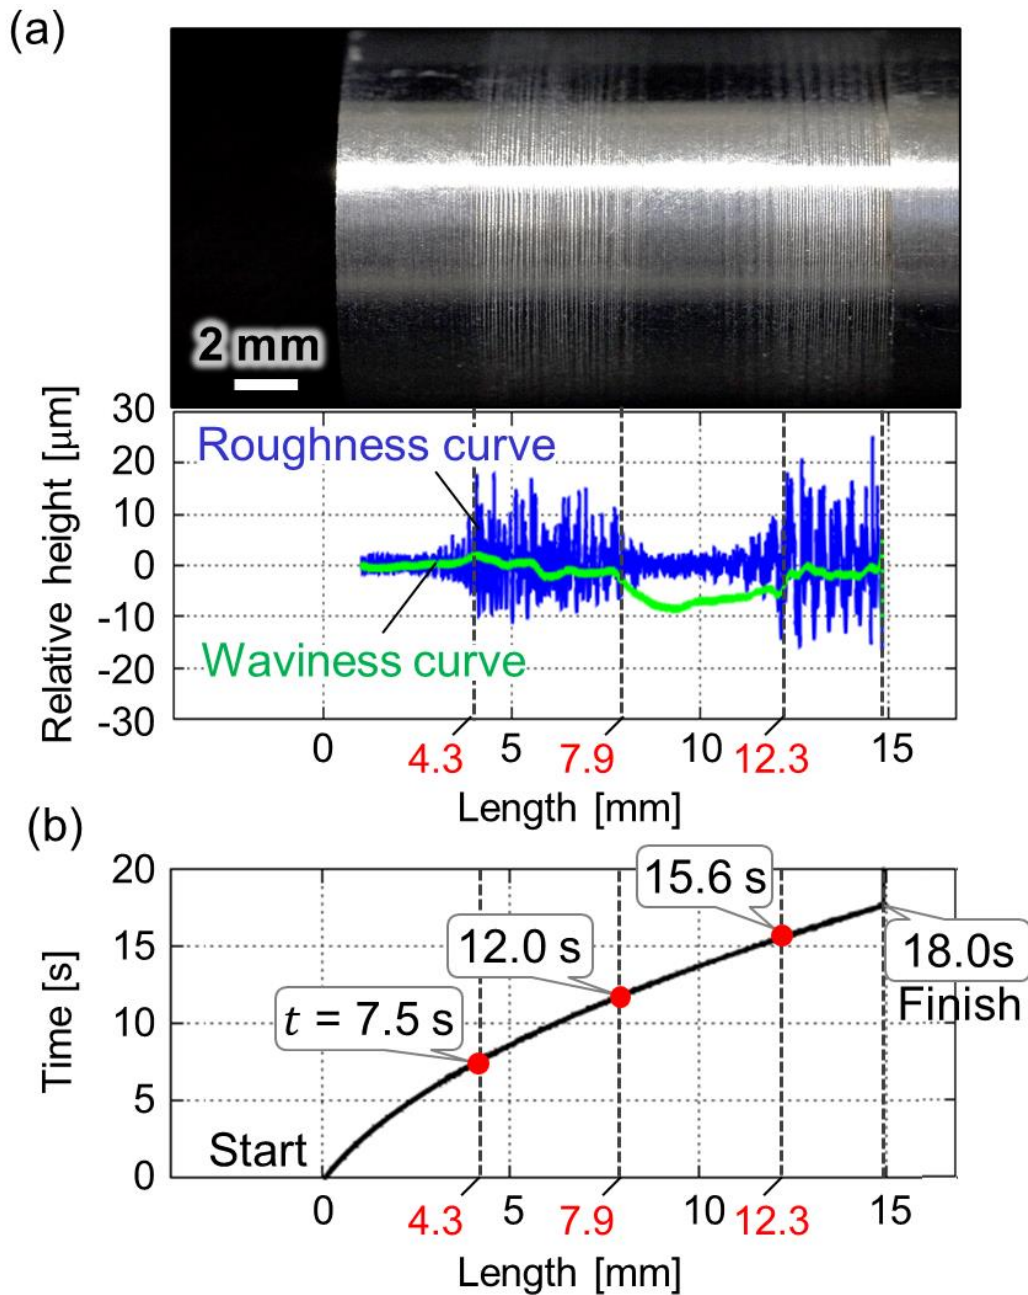 (a)
2 mm
Relative height [μm]
30
20
10
0
-10
-20
-30
Roughness curve
Waviness curve
0 5 10 15
4.3 7.9 12.3
Length [mm]
(b)
Time [s]
20
15
10
5
0
15.6 s
12.0 s
18.0s
Finish
t = 7.5 s
Start
0 5 10 15
4.3 7.9 12.3
Length [mm]